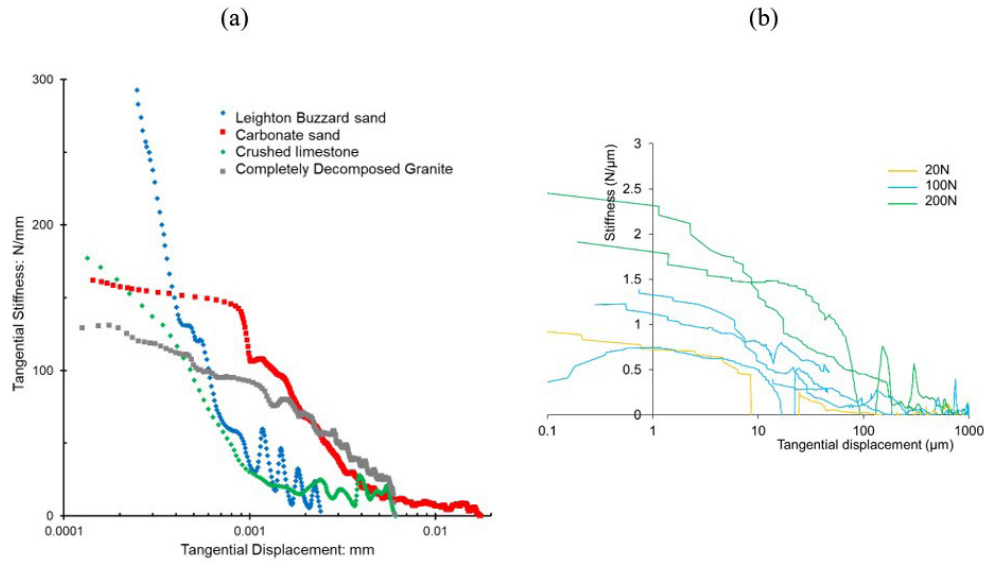 (a)
(b)
300
200
100
0
Tangential Stiffness: N/mm
Leighton Buzzard sand
Carbonate sand
Crushed limestone
Completely Decomposed Granite
0.0001
0.001
0.01
Tangential Displacement: mm
3
2.5
2
1.5
1
0.5
0
Stiffness (N/μm)
20N
100N
200N
0.1
1
10
100
1000
Tangential displacement (μm)